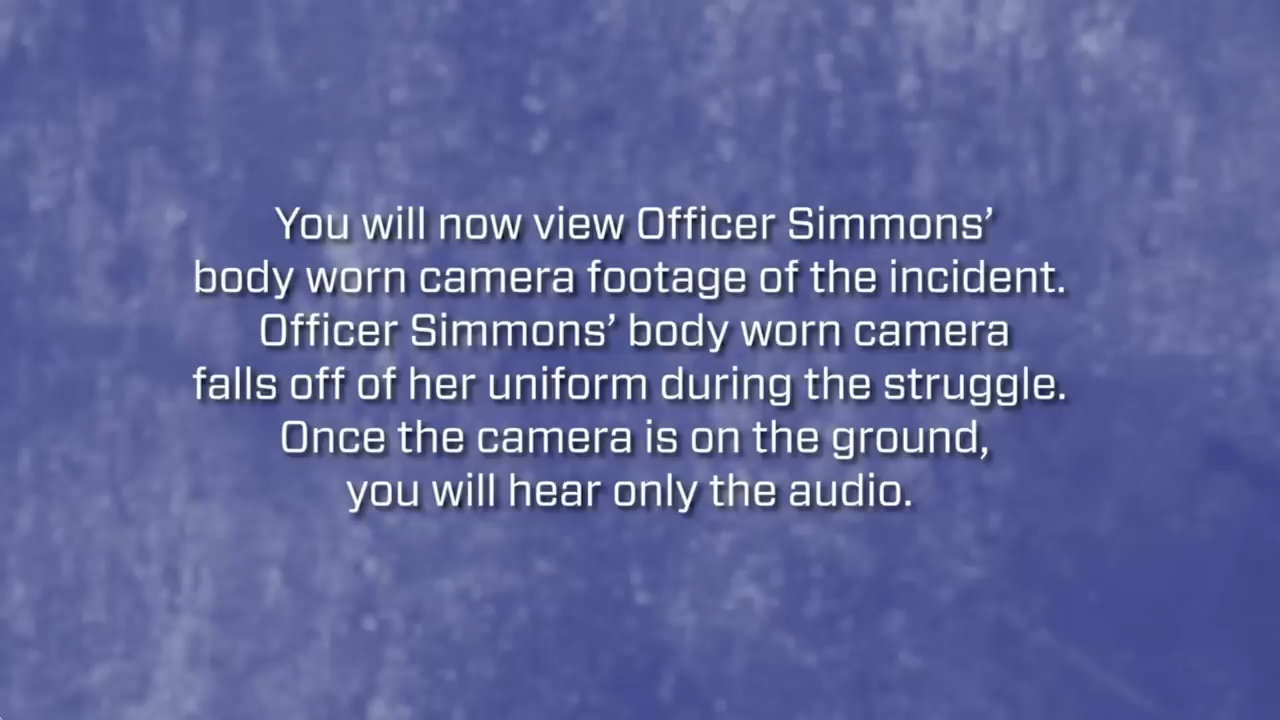 You will now view Officer Simmons’
body worn camera footage of the incident.
Officer Simmons’ body worn camera
falls off of her uniform during the struggle.
Once the camera is on the ground,
you will hear only the audio.